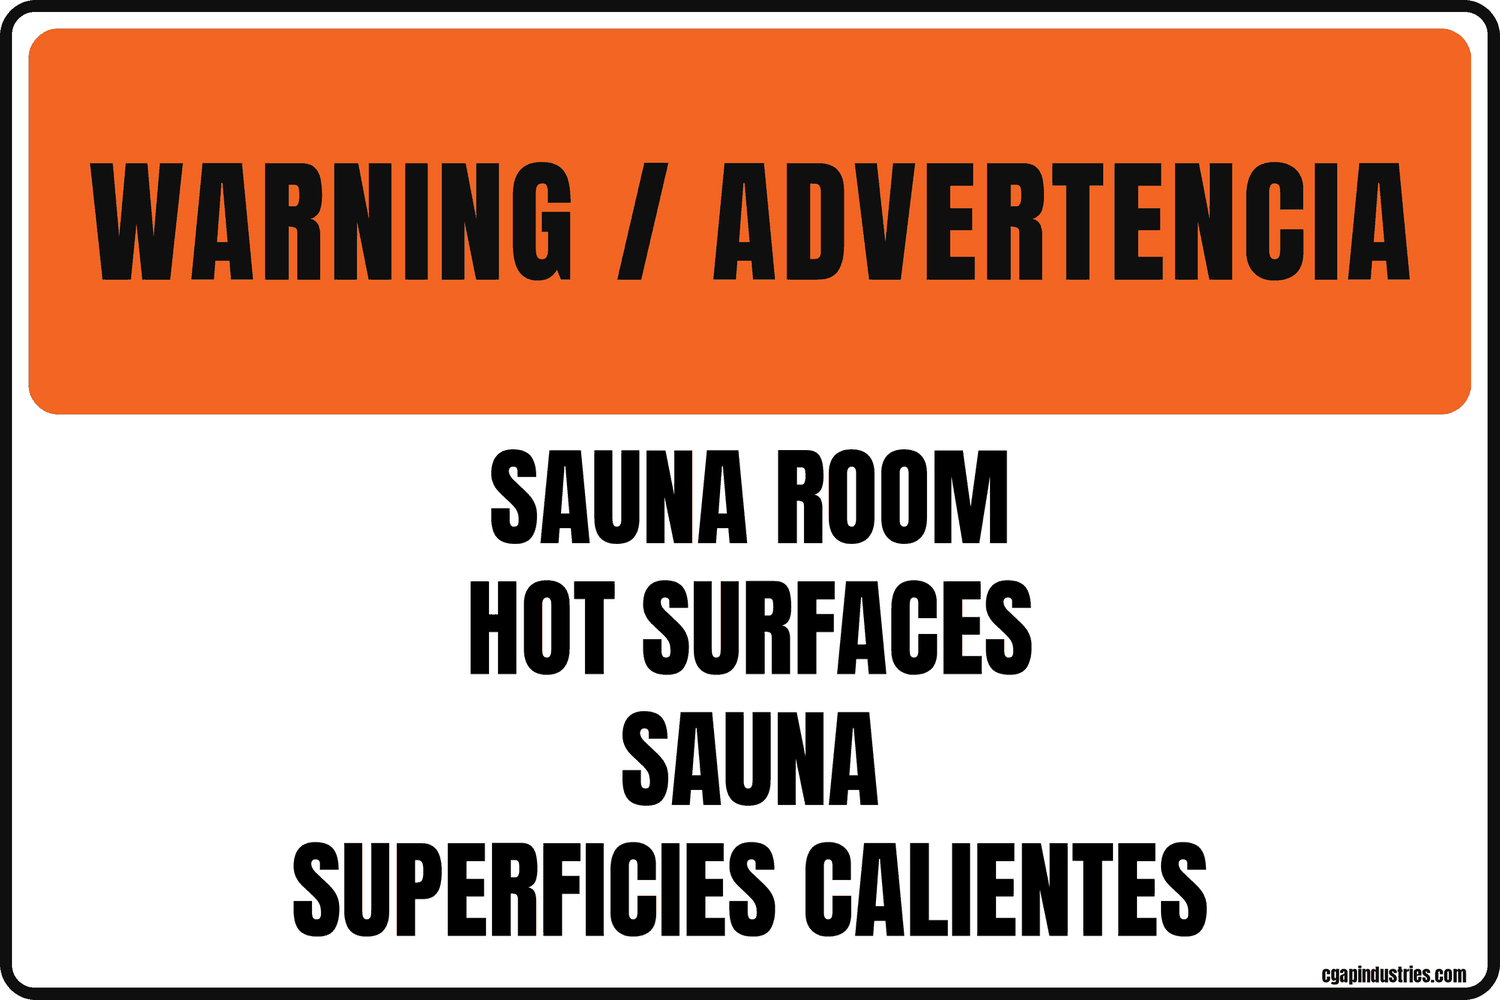 WARNING / ADVERTENCIA
SAUNA ROOM
HOT SURFACES
SAUNA
SUPERFICIES CALIENTES
cgapindustries.com